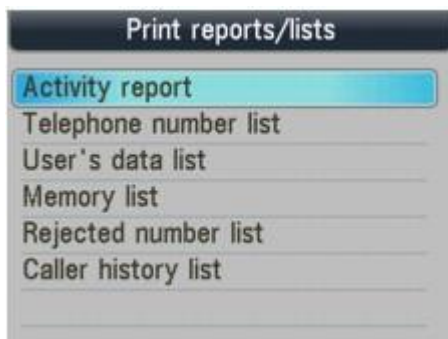 Print reports/lists
Activity report
Telephone number list
User's data list
Memory list
Rejected number list
Caller history list